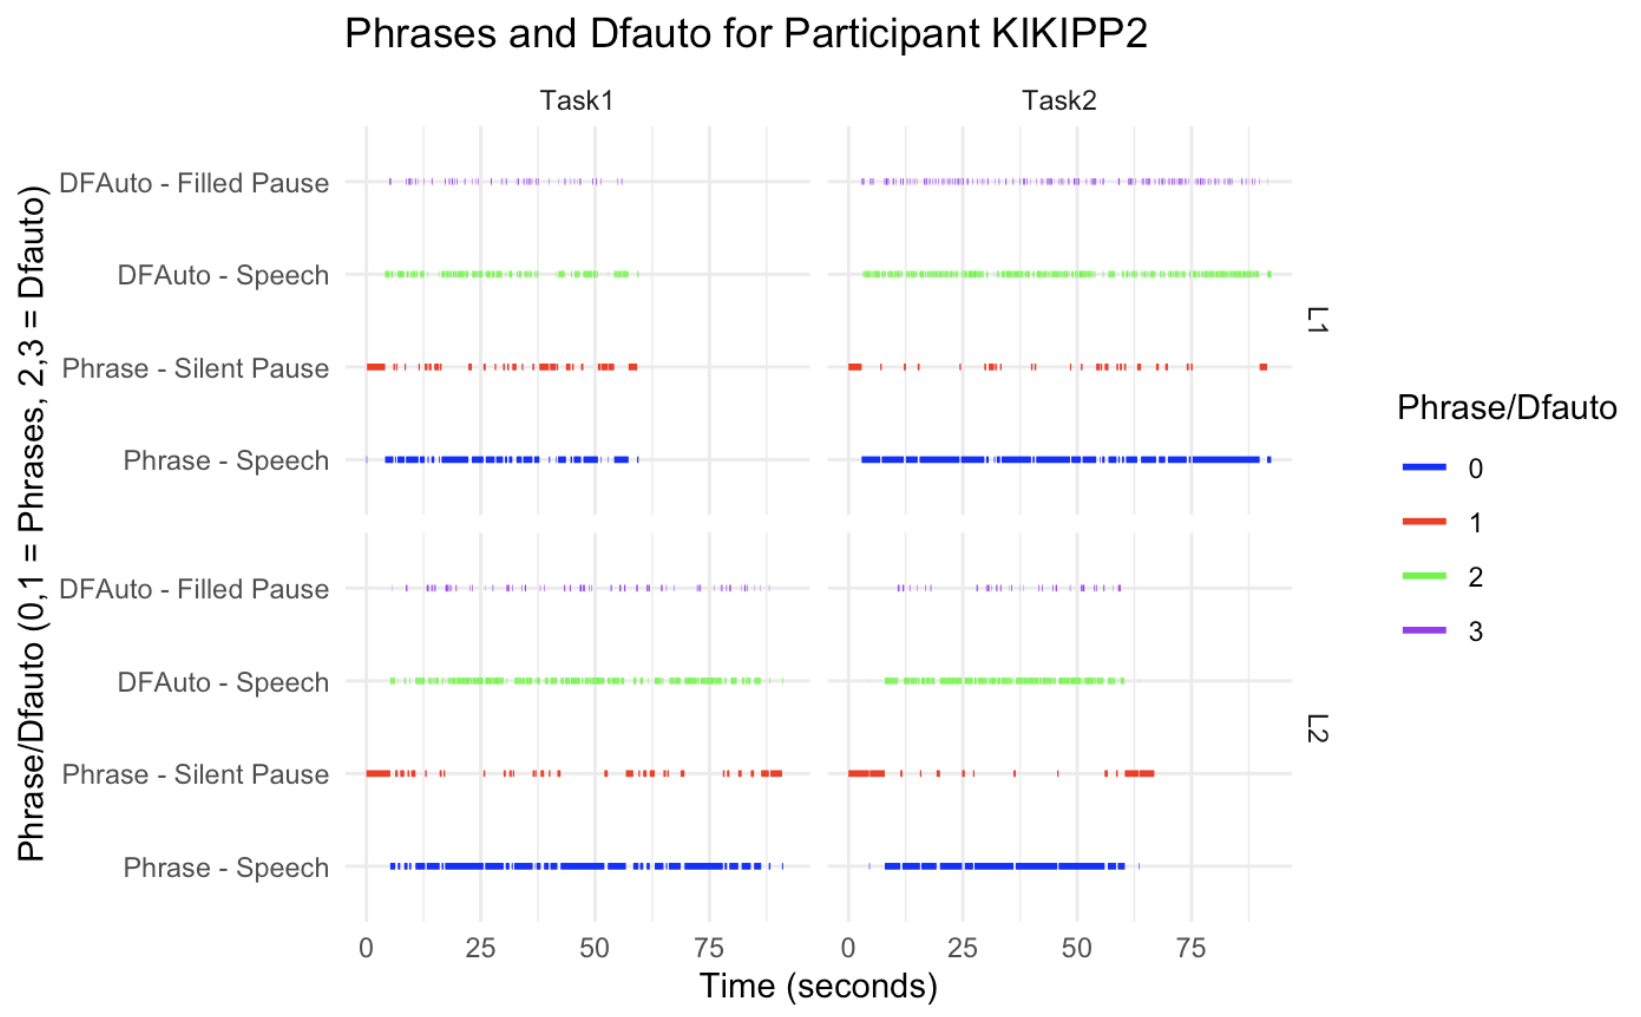 Phrases and Dfauto for Participant KIKIPP2
Task1
Task2
Phrase/Dfauto (0,1 = Phrases, 2,3 = Dfauto)
DFAuto - Filled Pause
DFAuto - Speech
Phrase - Silent Pause
Phrase - Speech
L1
DFAuto - Filled Pause
DFAuto - Speech
Phrase - Silent Pause
Phrase - Speech
L2
0 25 50 75
0 25 50 75
Time (seconds)
Phrase/Dfauto
0
1
2
3